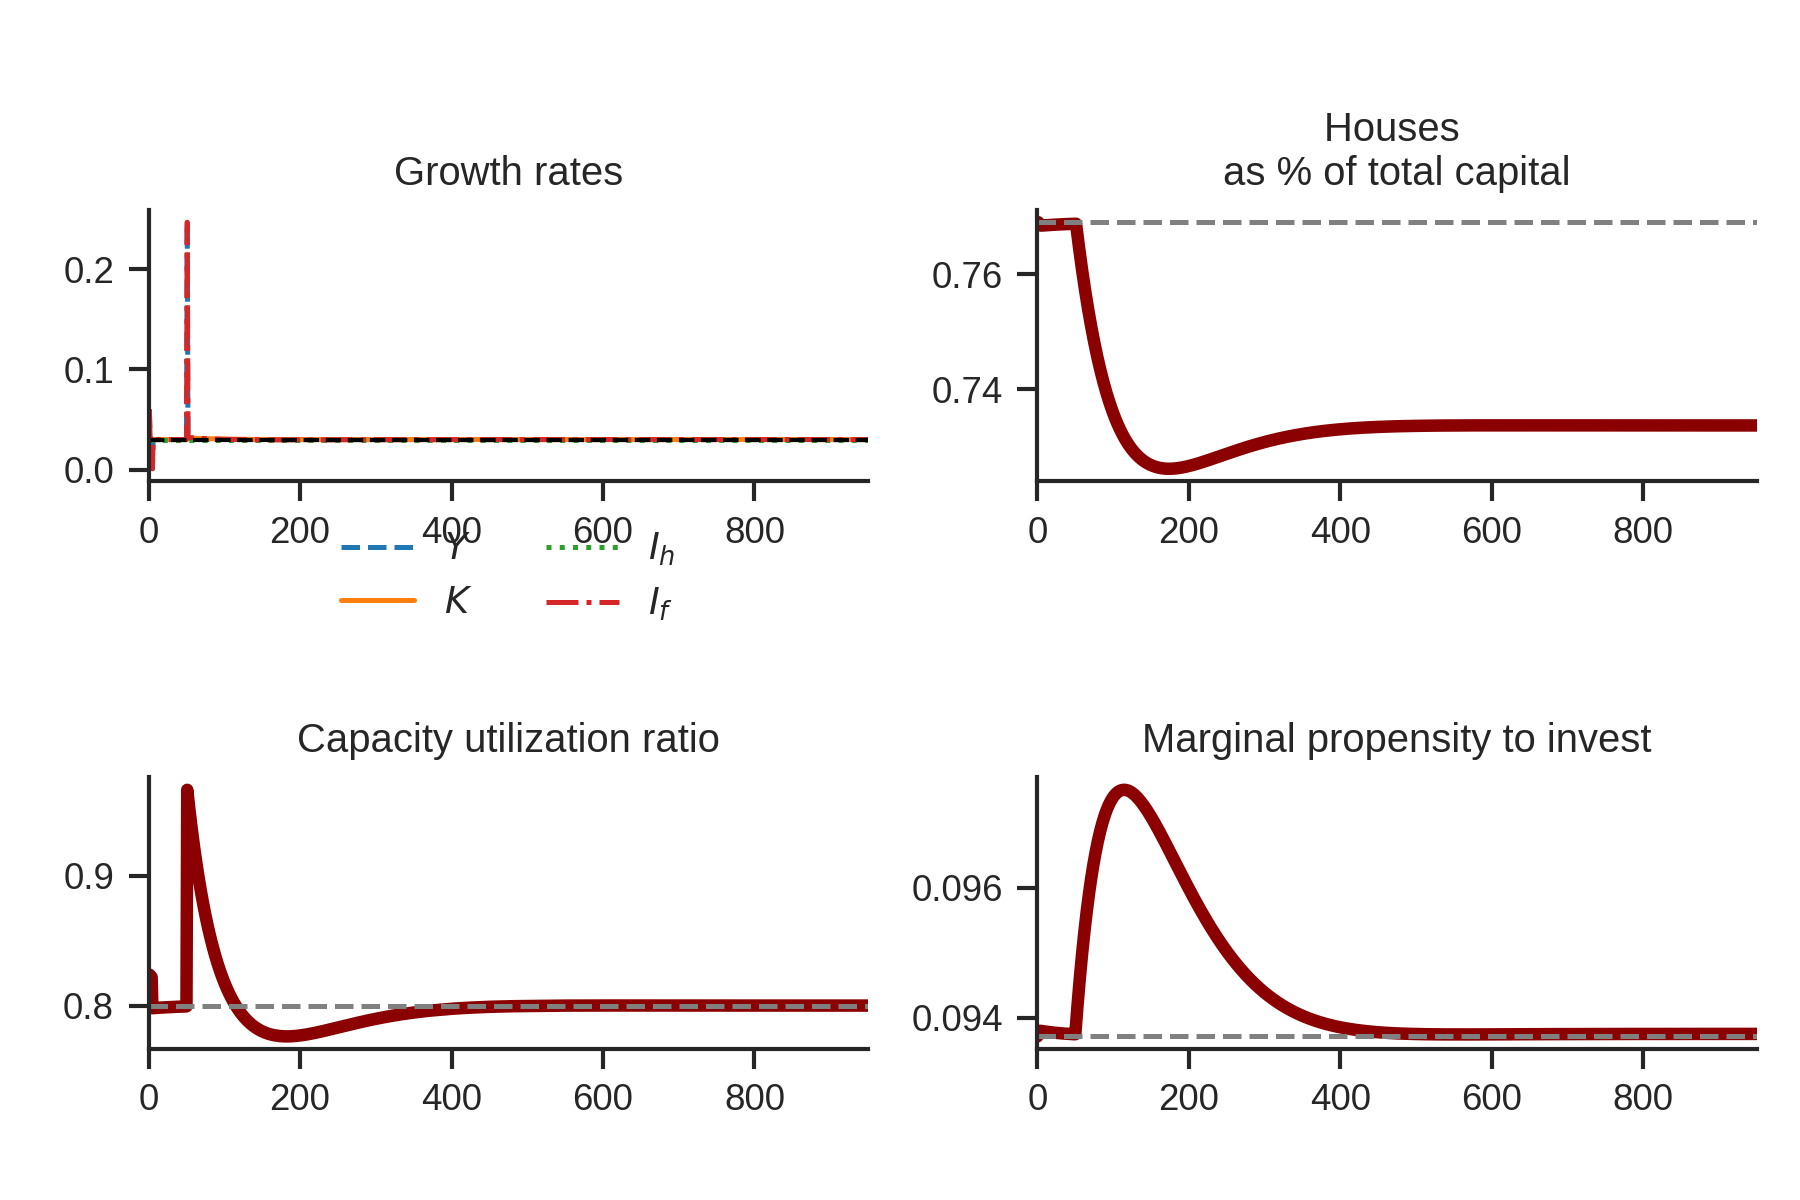 Growth rates
0.2
0.1
0.0
0 200 400 600 800
Y I_h
K I_f
Houses
as % of total capital
0.76
0.74
0 200 400 600 800
Capacity utilization ratio
0.9
0.8
0 200 400 600 800
Marginal propensity to invest
0.096
0.094
0 200 400 600 800